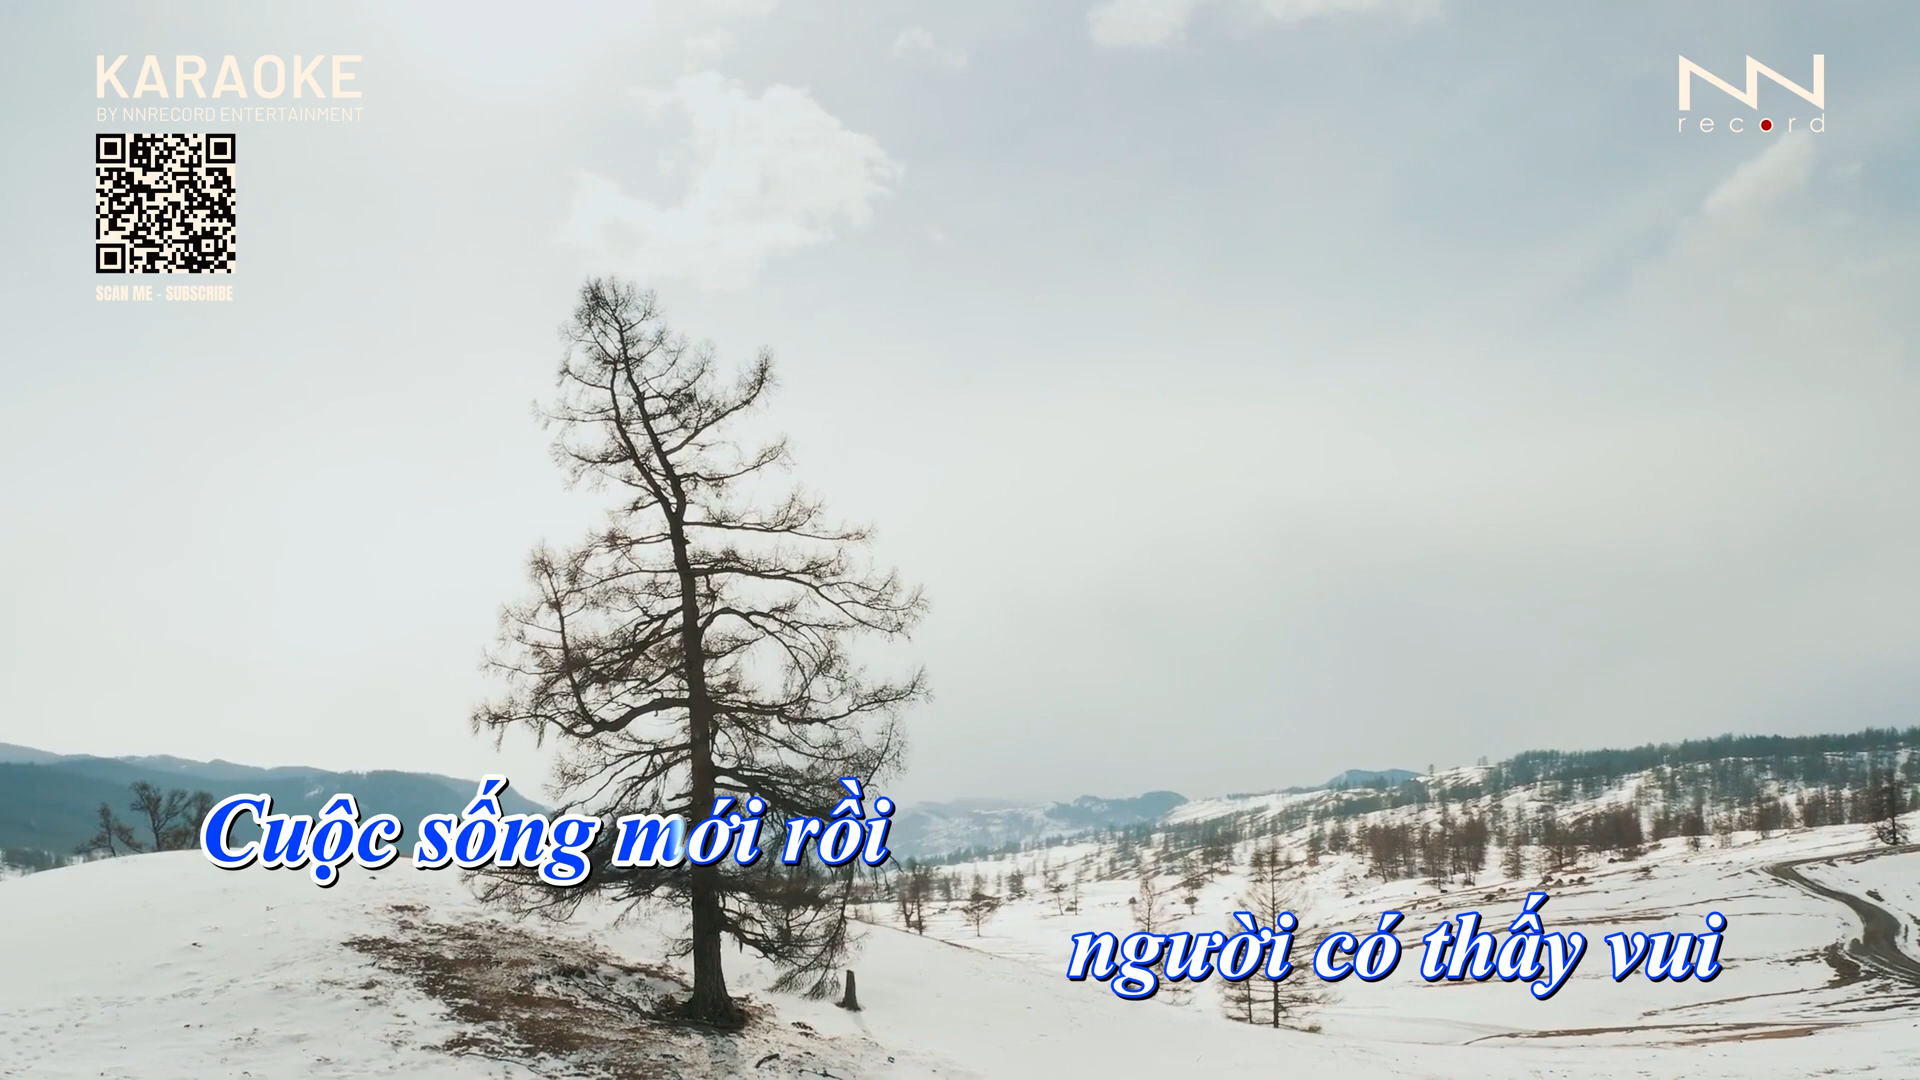 KARAOKE
BY NNRECORD ENTERTAINMENT
SCAN ME - SUBSCRIBE
NN
record
Cuộc sống mới rồi
người có thấy vui